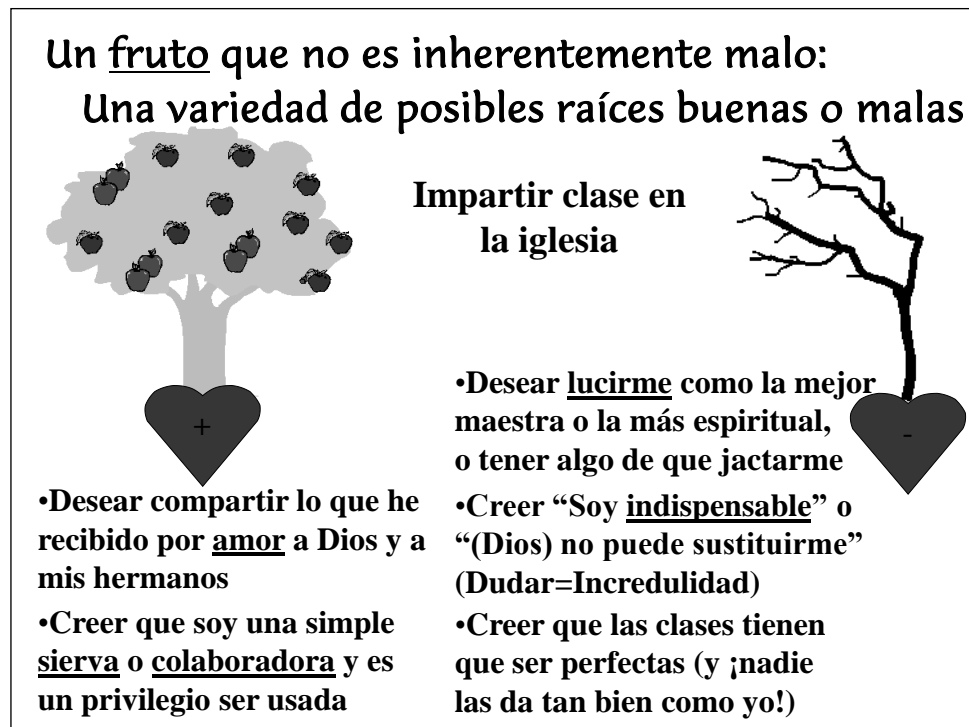 Un fruto que no es inherentemente malo:
Una variedad de posibles raíces buenas o malas
Impartir clase en
la iglesia
+
•Desear compartir lo que he
recibido por amor a Dios y a
mis hermanos
•Creer que soy una simple
sierva o colaboradora y es
un privilegio ser usada
-
•Desear lucirme como la mejor
maestra o la más espiritual,
o tener algo de que jactarme
•Creer “Soy indispensable” o
“(Dios) no puede sustituirme”
(Dudar=Incredulidad)
•Creer que las clases tienen
que ser perfectas (y ¡nadie
las da tan bien como yo!)